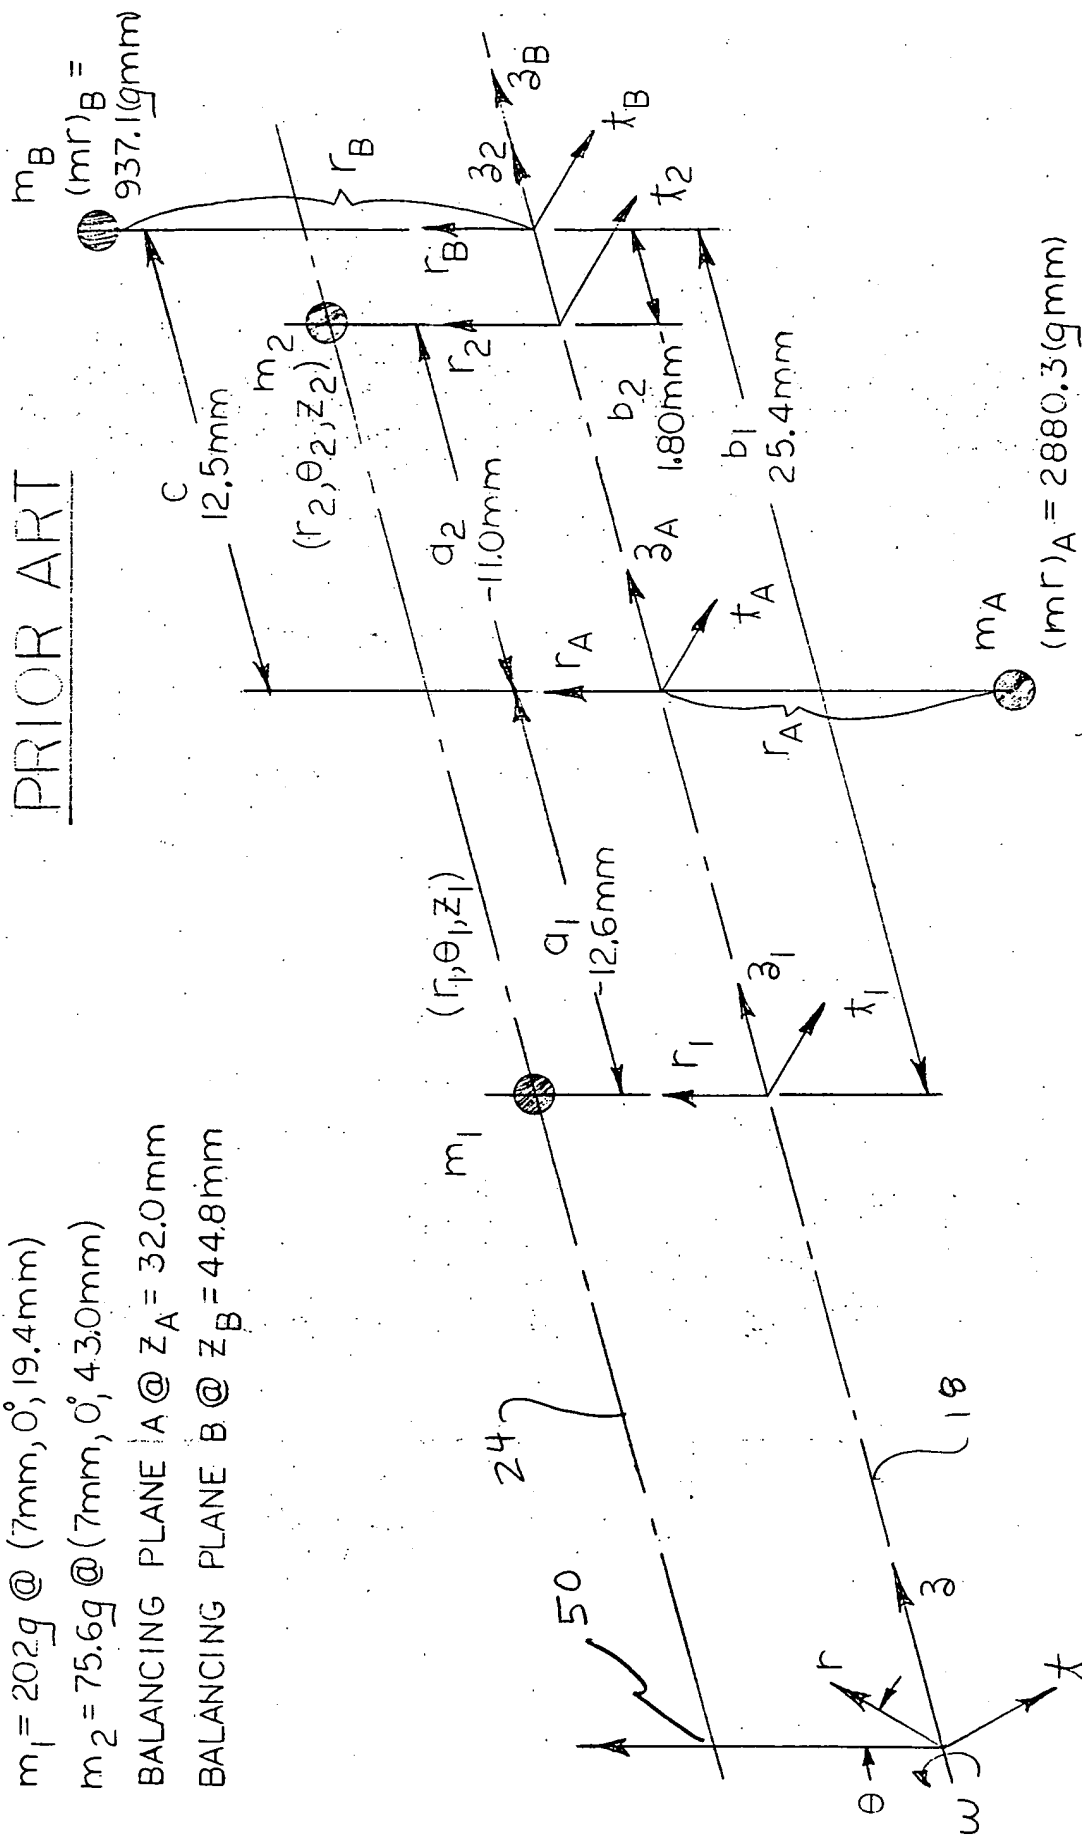 PRIOR ART
m1 = 202g @ (7mm, 0°, 19.4mm)
m2 = 75.6g @ (7mm, 0°, 43.0mm)
BALANCING PLANE A @ ZA = 32.0mm
BALANCING PLANE B @ ZB = 44.8mm
mB
(mr)B =
937.1(gmm)
C
12.5mm
rB
m2
(r2, θ2, z2)
a2
-11.0mm
r2
rB
z2
zB
tB
t2
b2
1.80mm
b1
25.4mm
(r1, θ1, z1)
a1
-12.6mm
m1
r1
z1
t1
rA
zA
tA
rA
mA
(mr)A = 2880.3(gmm)
24
50
18
r
z
t
θ
ω